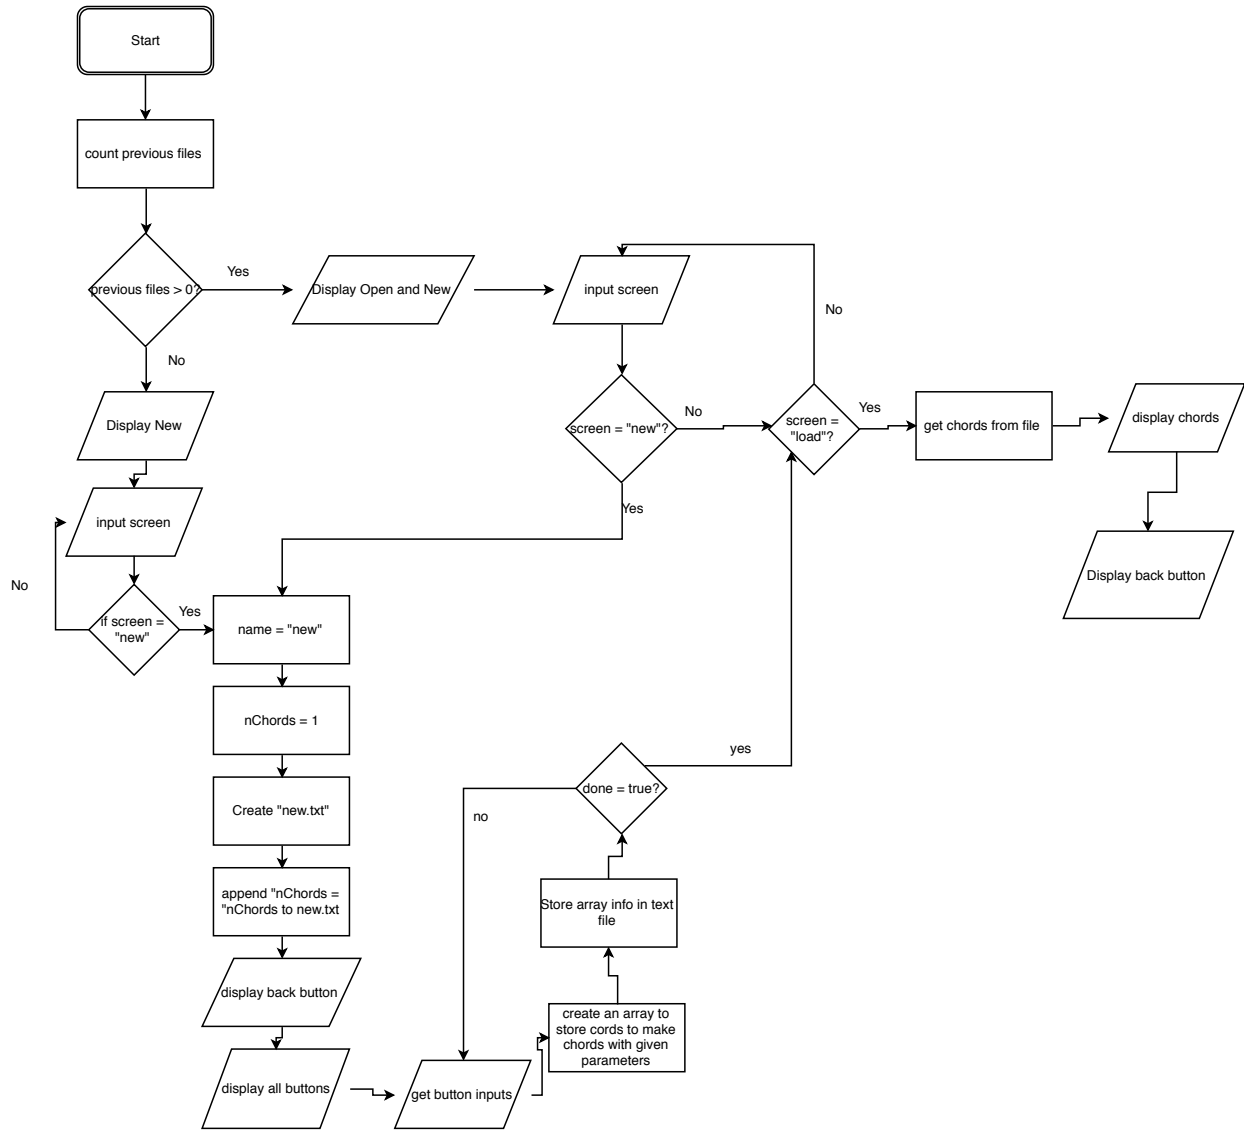 Start
count previous files
previous files > 0?
Yes
Display Open and New
input screen
No
No
Display New
screen = "new"?
No
screen =
"load"?
Yes
get chords from file
display chords
Yes
input screen
Display back button
No
if screen =
"new"
Yes
name = "new"
nChords = 1
yes
done = true?
Create "new.txt"
no
append "nChords =
"nChords to new.txt
Store array info in text
file
display back button
create an array to
store cords to make
chords with given
parameters
display all buttons
get button inputs